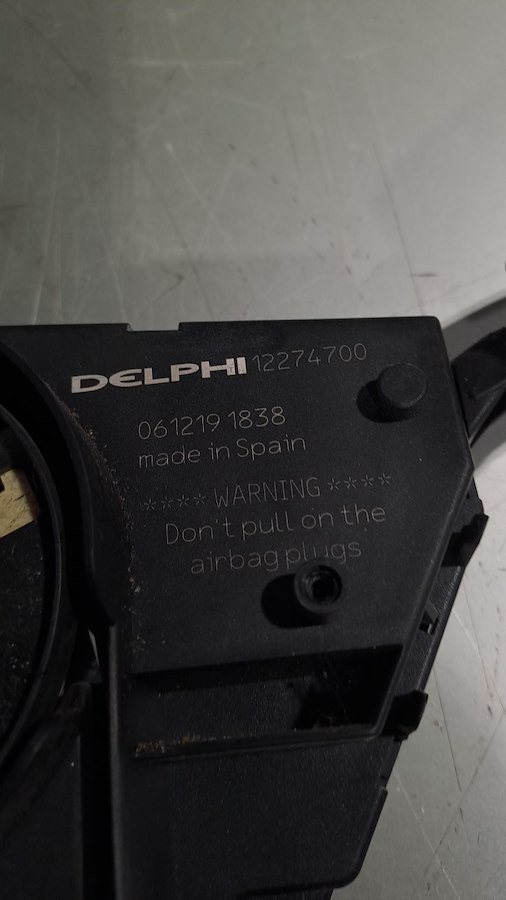 DELPHI 12274700
061219 1838
made in Spain
**** WARNING ****
Don't pull on the
airbag plugs